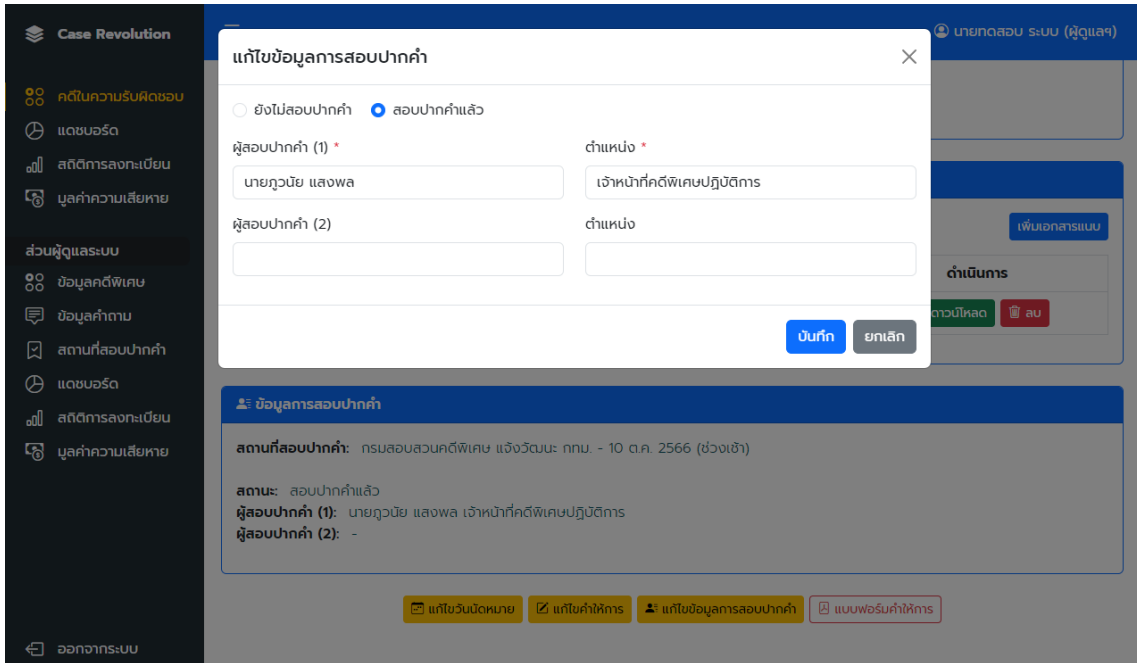 Case Revolution
นายทดสอบ ระบบ (ผู้ดูแลฯ)
คดีในความรับผิดชอบ
แดชบอร์ด
สถิติการลงทะเบียน
มูลค่าความเสียหาย
ส่วนผู้ดูแลระบบ
ข้อมูลคดีพิเศษ
ข้อมูลคำถาม
สถานที่สอบปากคำ
แดชบอร์ด
สถิติการลงทะเบียน
มูลค่าความเสียหาย
ออกจากระบบ
แก้ไขข้อมูลการสอบปากคำ
ยังไม่สอบปากคำ สอบปากคำแล้ว
ผู้สอบปากคำ (1) * ตำแหน่ง *
นายภูวนัย แสงพล เจ้าหน้าที่คดีพิเศษปฏิบัติการ
ผู้สอบปากคำ (2) ตำแหน่ง
บันทึก ยกเลิก
เพิ่มเอกสารแนบ
ดำเนินการ
ดาวน์โหลด ลบ
ข้อมูลการสอบปากคำ
สถานที่สอบปากคำ: กรมสอบสวนคดีพิเศษ แจ้งวัฒนะ กทม. - 10 ต.ค. 2566 (ช่วงเช้า)
สถานะ: สอบปากคำแล้ว
ผู้สอบปากคำ (1): นายภูวนัย แสงพล เจ้าหน้าที่คดีพิเศษปฏิบัติการ
ผู้สอบปากคำ (2): -
แก้ไขวันนัดหมาย แก้ไขคำให้การ แก้ไขข้อมูลการสอบปากคำ แบบฟอร์มคำให้การ